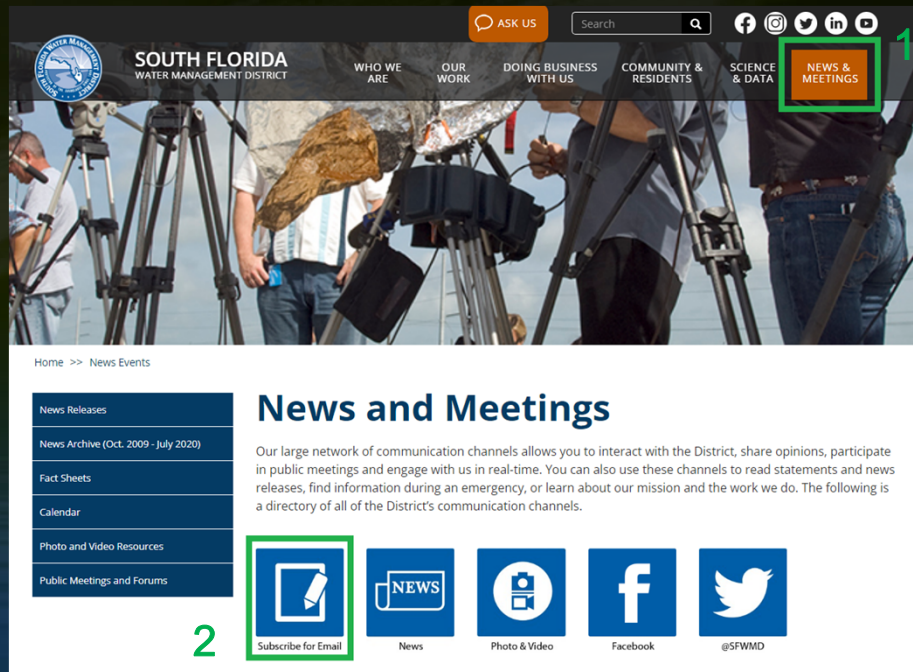 ASK US
Search
1
SOUTH FLORIDA
WATER MANAGEMENT DISTRICT
WHO WE
ARE
OUR
WORK
DOING BUSINESS
WITH US
COMMUNITY &
RESIDENTS
SCIENCE
& DATA
NEWS &
MEETINGS
Home >> News Events
News Releases
News Archive (Oct. 2009 - July 2020)
Fact Sheets
Calendar
Photo and Video Resources
Public Meetings and Forums
News and Meetings
Our large network of communication channels allows you to interact with the District, share opinions, participate
in public meetings and engage with us in real-time. You can also use these channels to read statements and news
releases, find information during an emergency, or learn about our mission and the work we do. The following is
a directory of all of the District's communication channels.
NEWS
2
Subscribe for Email
News
Photo & Video
Facebook
@SFWMD